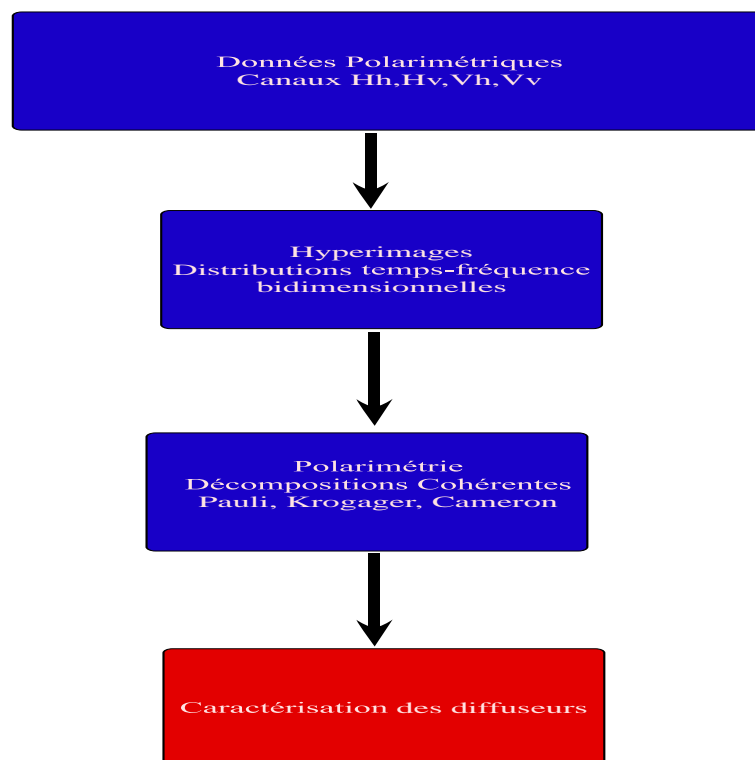 Données Polarimétriques
Canaux Hh,Hv,Vh,Vv
Hyperimages
Distributions temps-fréquence
bidimensionnelles
Polarimétrie
Décompositions Cohérentes
Pauli, Krogager, Cameron
Caractérisation des diffuseurs